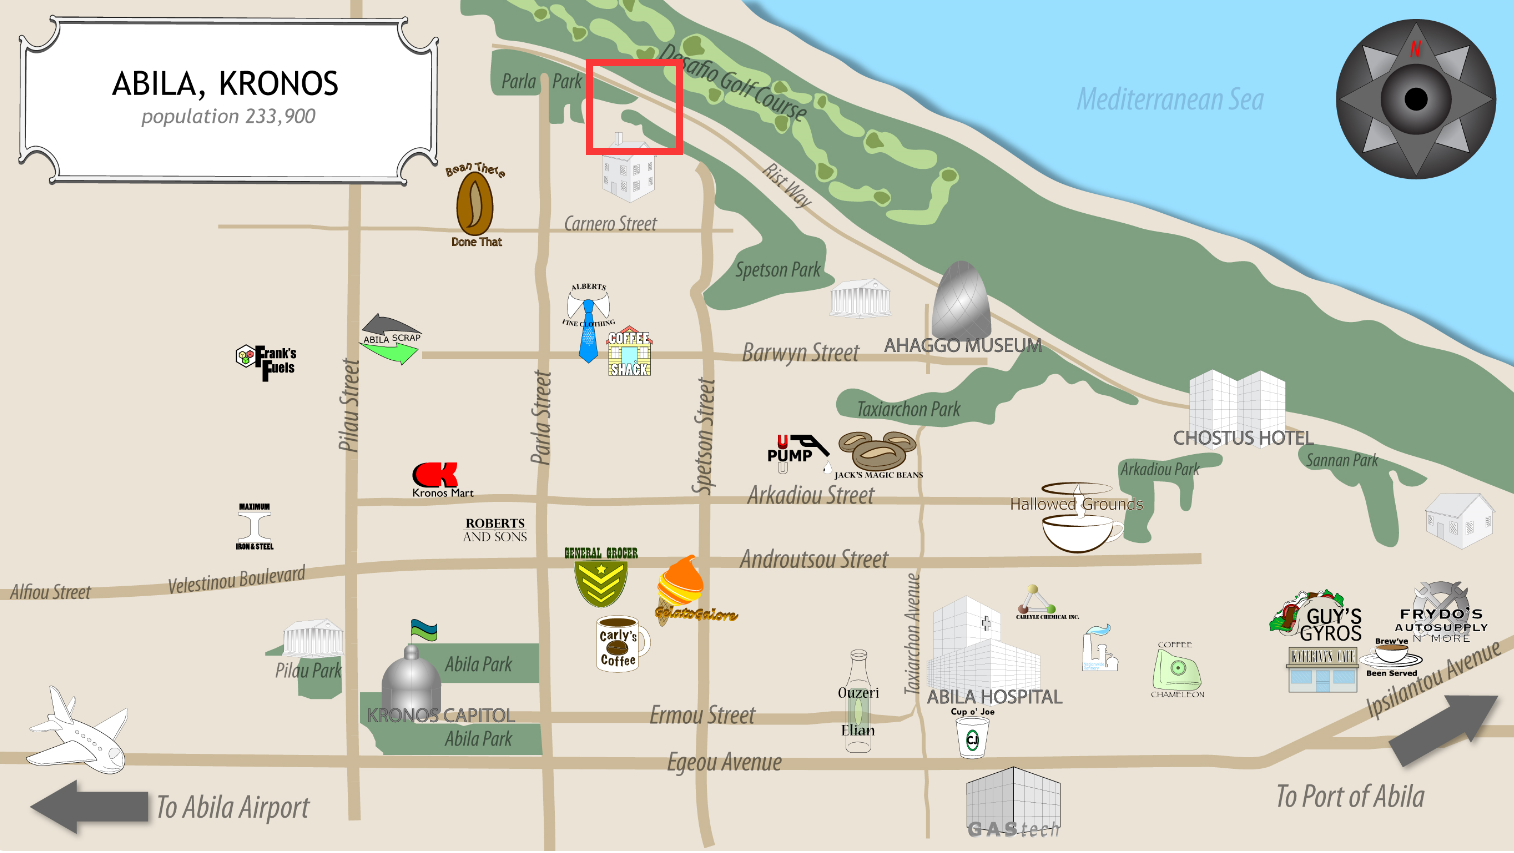 ABILA, KRONOS
population 233,900
N
Mediterranean Sea
Desafio Golf Course
Parla Park
Rist Way
Bean There
Done That
Carnero Street
Spetson Park
ALBERTS
FINE CLOTHING
COFFEE
SHACK
ABILA SCRAP
Frank's
Fuels
Barwyn Street
AHAGGO MUSEUM
Pilau Street
Parla Street
Spetson Street
Taxiarchon Park
CHOSTUS HOTEL
U
PUMP
U
JACK'S MAGIC BEANS
Arkadiou Park
Sannan Park
Kronos Mart
Arkadiou Street
Hallowed Grounds
MAXIMUM
IRON & STEEL
ROBERTS
AND SONS
GENERAL GROCER
Androutsou Street
Alfiou Street
Velestinou Boulevard
GelatoGalore
Taxiarchon Avenue
CARLYLE CHEMICAL INC.
GUY'S
GYROS
FRYDO'S
AUTOSUPPLY
N' MORE
Carly's
Coffee
Brew've
Been Served
COFFEE
CHAMELEON
Pilau Park
Abila Park
KRONOS CAPITOL
Abila Park
Ermou Street
Ouzeri
Elian
ABILA HOSPITAL
Cup o' Joe
CJ
Ipsilantou Avenue
Egeou Avenue
To Abila Airport
To Port of Abila
GAStech